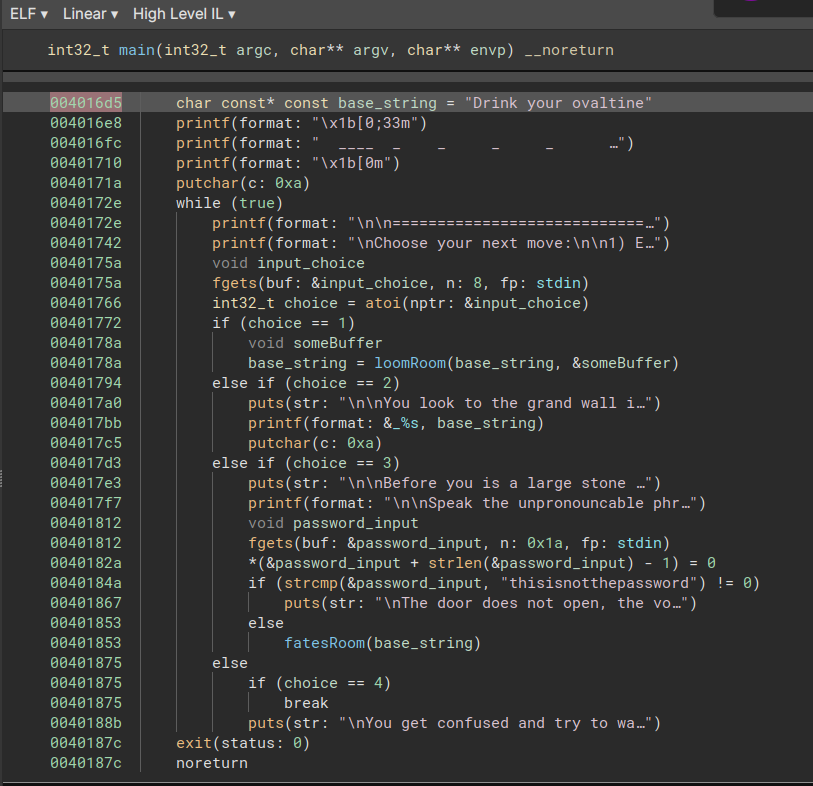 ELF ▾ Linear ▾ High Level IL ▾
int32_t main(int32_t argc, char** argv, char** envp) __noreturn
004016d5 char const* const base_string = "Drink your ovaltine"
004016e8 printf(format: "\x1b[0;33m")
004016fc printf(format: "  ____  _    _     _     _      …")
00401710 printf(format: "\x1b[0m")
0040171a putchar(c: 0xa)
0040172e while (true)
0040172e printf(format: "\n\n============================…")
00401742 printf(format: "\nChoose your next move:\n\n1) E…")
0040175a void input_choice
0040175a fgets(buf: &input_choice, n: 8, fp: stdin)
00401766 int32_t choice = atoi(nptr: &input_choice)
00401772 if (choice == 1)
0040178a void someBuffer
0040178a base_string = loomRoom(base_string, &someBuffer)
00401794 else if (choice == 2)
004017a0 puts(str: "\n\nYou look to the grand wall i…")
004017bb printf(format: &_%s, base_string)
004017c5 putchar(c: 0xa)
004017d3 else if (choice == 3)
004017e3 puts(str: "\n\nBefore you is a large stone …")
004017f7 printf(format: "\n\nSpeak the unpronouncable phr…")
00401812 void password_input
00401812 fgets(buf: &password_input, n: 0x1a, fp: stdin)
0040182a *(&password_input + strlen(&password_input) - 1) = 0
0040184a if (strcmp(&password_input, "thisisnotthepassword") != 0)
00401867 puts(str: "\nThe door does not open, the vo…")
00401853 else
00401853 fatesRoom(base_string)
00401875 else
00401875 if (choice == 4)
00401875 break
0040188b puts(str: "\nYou get confused and try to wa…")
0040187c exit(status: 0)
0040187c noreturn